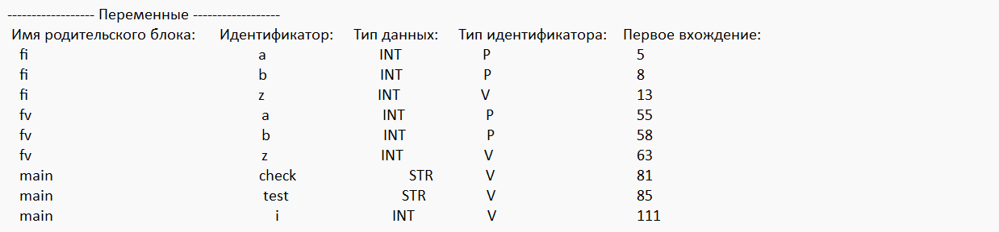 ------------------ Переменные ------------------
Имя родительского блока: Идентификатор: Тип данных: Тип идентификатора: Первое вхождение:
fi a INT P 5
fi b INT P 8
fi z INT V 13
fv a INT P 55
fv b INT P 58
fv z INT V 63
main check STR V 81
main test STR V 85
main i INT V 111